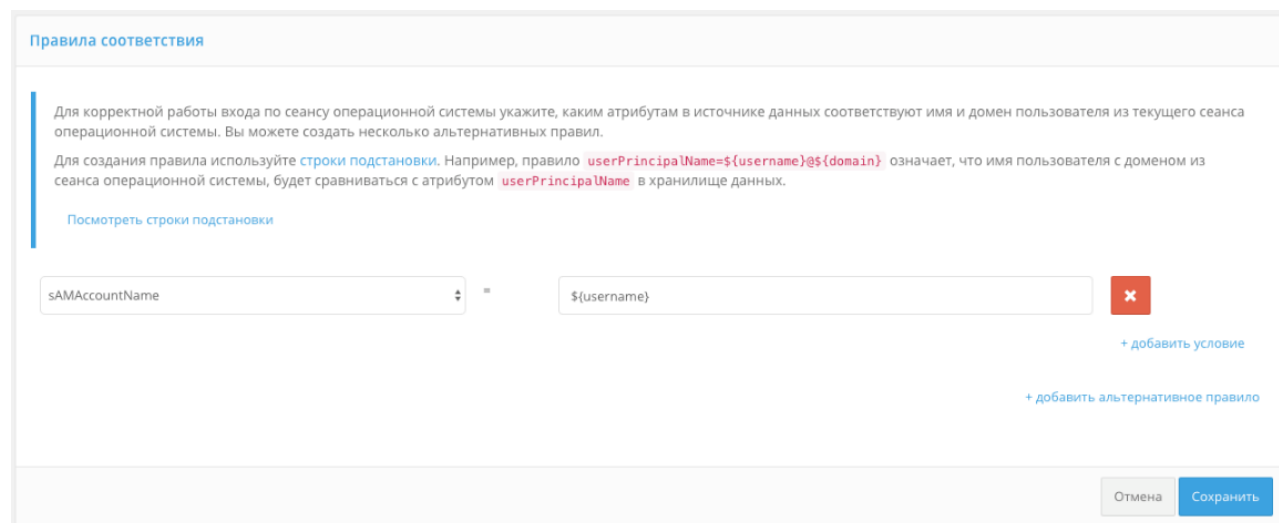 Правила соответствия
Для корректной работы входа по сеансу операционной системы укажите, каким атрибутам в источнике данных соответствуют имя и домен пользователя из текущего сеанса
операционной системы. Вы можете создать несколько альтернативных правил.
Для создания правила используйте строки подстановки. Например, правило userPrincipalName=${username}@${domain} означает, что имя пользователя с доменом из
сеанса операционной системы, будет сравниваться с атрибутом userPrincipalName в хранилище данных.
Посмотреть строки подстановки
sAMAccountName = ${username}
+ добавить условие
+ добавить альтернативное правило
Отмена Сохранить